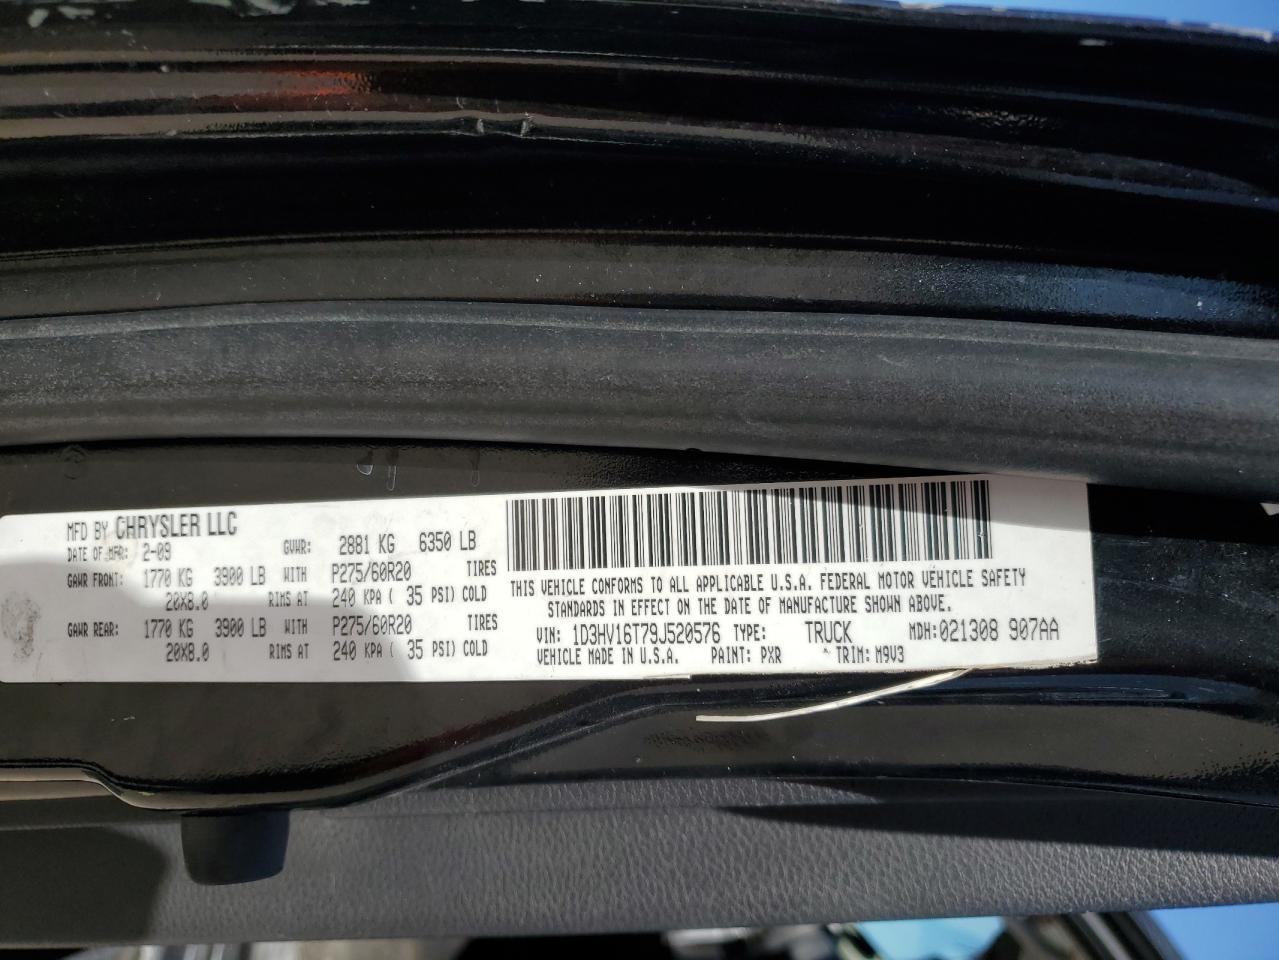 MFD BY CHRYSLER LLC
DATE OF MFR: 2-09 GVWR: 2881 KG 6350 LB
GAWR FRONT: 1770 KG 3900 LB WITH P275/60R20 TIRES
20X8.0 RIMS AT 240 KPA ( 35 PSI) COLD
GAWR REAR: 1770 KG 3900 LB WITH P275/60R20 TIRES
20X8.0 RIMS AT 240 KPA ( 35 PSI) COLD
THIS VEHICLE CONFORMS TO ALL APPLICABLE U.S.A. FEDERAL MOTOR VEHICLE SAFETY
STANDARDS IN EFFECT ON THE DATE OF MANUFACTURE SHOWN ABOVE.
VIN: 1D3HV16T79J520576 TYPE: TRUCK MDH: 021308 907AA
VEHICLE MADE IN U.S.A. PAINT: PXR TRIM: M9V3